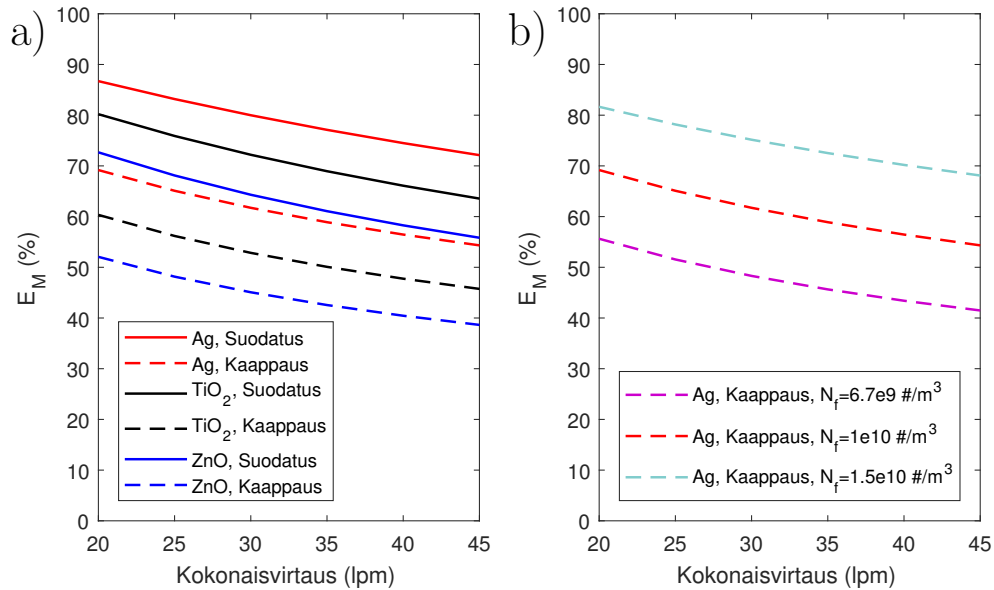 a)
100
90
80
70
60
50
40
30
20
10
0
E_M (%)
20 25 30 35 40 45
Kokonaisvirtaus (lpm)
Ag, Suodatus
Ag, Kaappaus
TiO₂, Suodatus
TiO₂, Kaappaus
ZnO, Suodatus
ZnO, Kaappaus
b)
100
90
80
70
60
50
40
30
20
10
0
E_M (%)
20 25 30 35 40 45
Kokonaisvirtaus (lpm)
Ag, Kaappaus, N_f=6.7e9 #/m³
Ag, Kaappaus, N_f=1e10 #/m³
Ag, Kaappaus, N_f=1.5e10 #/m³